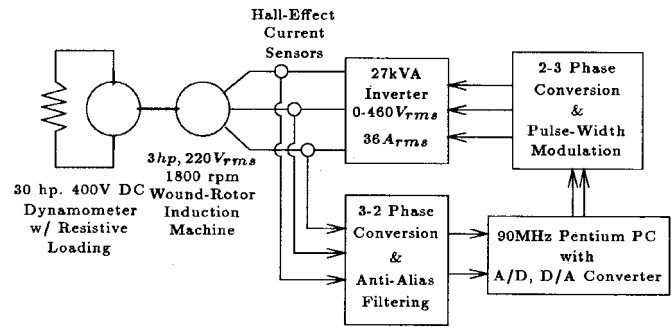 Hall-Effect
Current
Sensors
27kVA
Inverter
0-460Vrms
36Arms
2-3 Phase
Conversion
&
Pulse-Width
Modulation
3hp, 220Vrms
1800 rpm
Wound-Rotor
Induction
Machine
30 hp. 400V DC
Dynamometer
w/ Resistive
Loading
3-2 Phase
Conversion
&
Anti-Alias
Filtering
90MHz Pentium PC
with
A/D, D/A Converter